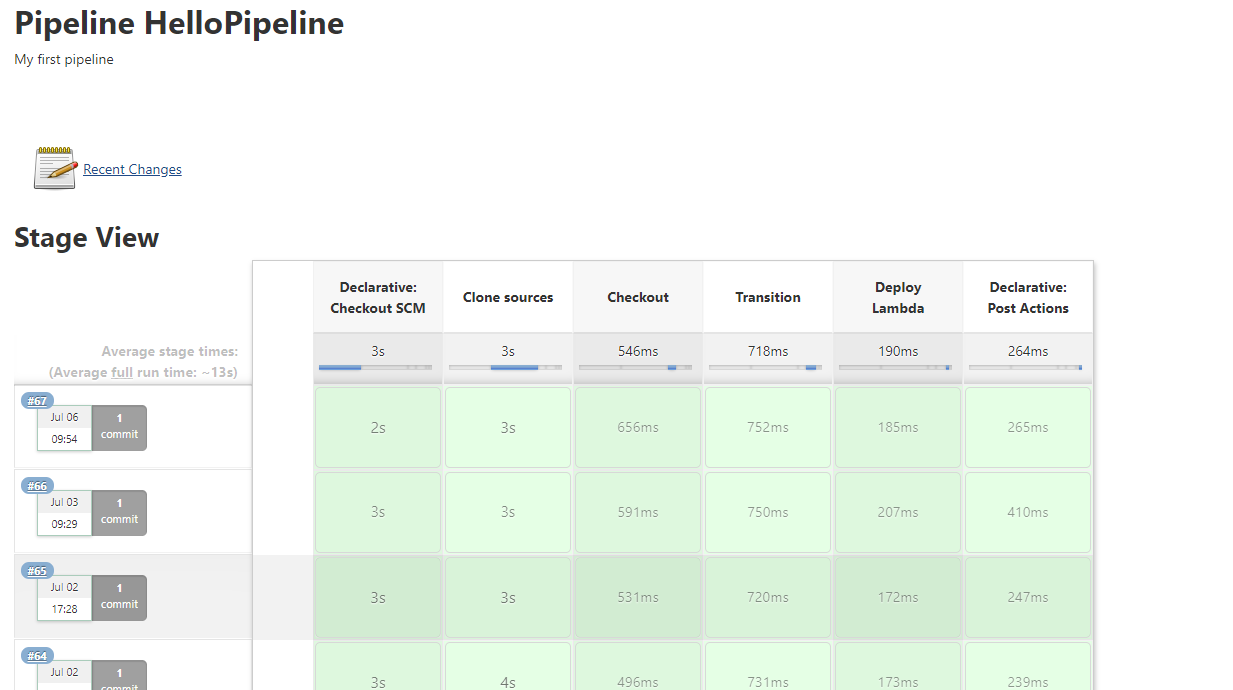 Pipeline HelloPipeline
My first pipeline
Recent Changes
Stage View
Declarative: Checkout SCM
Clone sources
Checkout
Transition
Deploy Lambda
Declarative: Post Actions
Average stage times:
(Average full run time: ~13s)
3s 3s 546ms 718ms 190ms 264ms
#67
Jul 06
09:54
1 commit
2s 3s 656ms 752ms 185ms 265ms
#66
Jul 03
09:29
1 commit
3s 3s 591ms 750ms 207ms 410ms
#65
Jul 02
17:28
1 commit
3s 3s 531ms 720ms 172ms 247ms
#64
Jul 02
1 commit
3s 4s 496ms 731ms 173ms 239ms